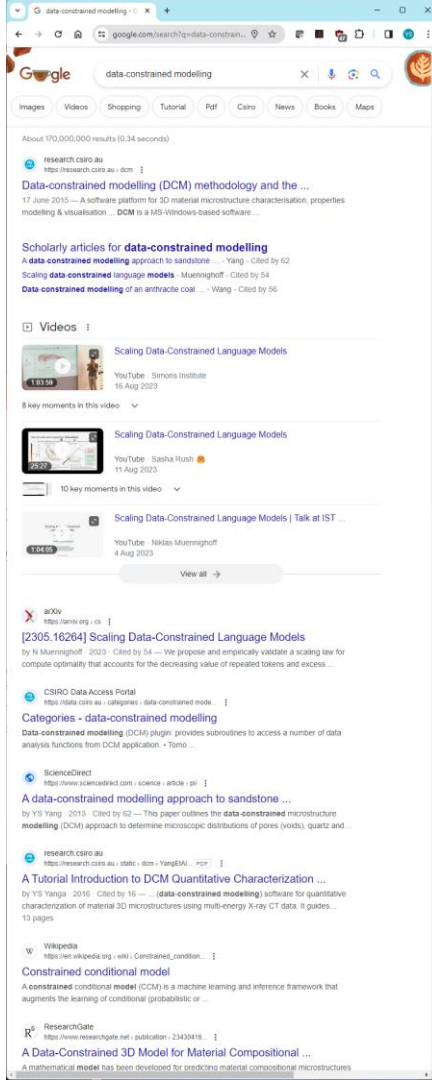 G data-constrained modelling - G
google.com/search?q=data-constrain...
YS
Google
data-constrained modelling
Images Videos Shopping Tutorial Pdf Csiro News Books Maps
About 170,000,000 results (0.34 seconds)
research.csiro.au
https://research.csiro.au › dcm
Data-constrained modelling (DCM) methodology and the ...
17 June 2015 — A software platform for 3D material microstructure characterisation, properties
modelling & visualisation ... DCM is a MS-Windows-based software ...
Scholarly articles for data-constrained modelling
A data-constrained modelling approach to sandstone ... - Yang - Cited by 62
Scaling data-constrained language models - Muennighoff - Cited by 54
Data-constrained modelling of an anthracite coal ... - Wang - Cited by 56
Videos
Scaling Data-Constrained Language Models
1:03:59
YouTube · Simons Institute
16 Aug 2023
8 key moments in this video
Scaling Data-Constrained Language Models
25:27
YouTube · Sasha Rush 🤗
11 Aug 2023
10 key moments in this video
Scaling Data-Constrained Language Models | Talk at IST ...
1:04:05
YouTube · Niklas Muennighoff
4 Aug 2023
View all →
arXiv
https://arxiv.org › cs
[2305.16264] Scaling Data-Constrained Language Models
by N Muennighoff · 2023 · Cited by 54 — We propose and empirically validate a scaling law for
compute optimality that accounts for the decreasing value of repeated tokens and excess ...
CSIRO Data Access Portal
https://data.csiro.au › categories › data-constrained mode...
Categories - data-constrained modelling
Data-constrained modelling (DCM) plugin: provides subroutines to access a number of data
analysis functions from DCM application. • Tomo ...
ScienceDirect
https://www.sciencedirect.com › science › article › pii
A data-constrained modelling approach to sandstone ...
by YS Yang · 2013 · Cited by 62 — This paper outlines the data-constrained microstructure
modelling (DCM) approach to determine microscopic distributions of pores (voids), quartz and...
research.csiro.au
https://research.csiro.au › static › dcm › YangEtAl... PDF
A Tutorial Introduction to DCM Quantitative Characterization ...
by YS Yanga · 2016 · Cited by 16 — ... (data-constrained modelling) software for quantitative
characterization of material 3D microstructures using multi-energy X-ray CT data. It guides...
13 pages
W Wikipedia
https://en.wikipedia.org › wiki › Constrained_condition...
Constrained conditional model
A constrained conditional model (CCM) is a machine learning and inference framework that
augments the learning of conditional (probabilistic or ...
RG ResearchGate
https://www.researchgate.net › publication › 23430416...
A Data-Constrained 3D Model for Material Compositional ...
A mathematical model has been developed for predicting material compositional microstructures